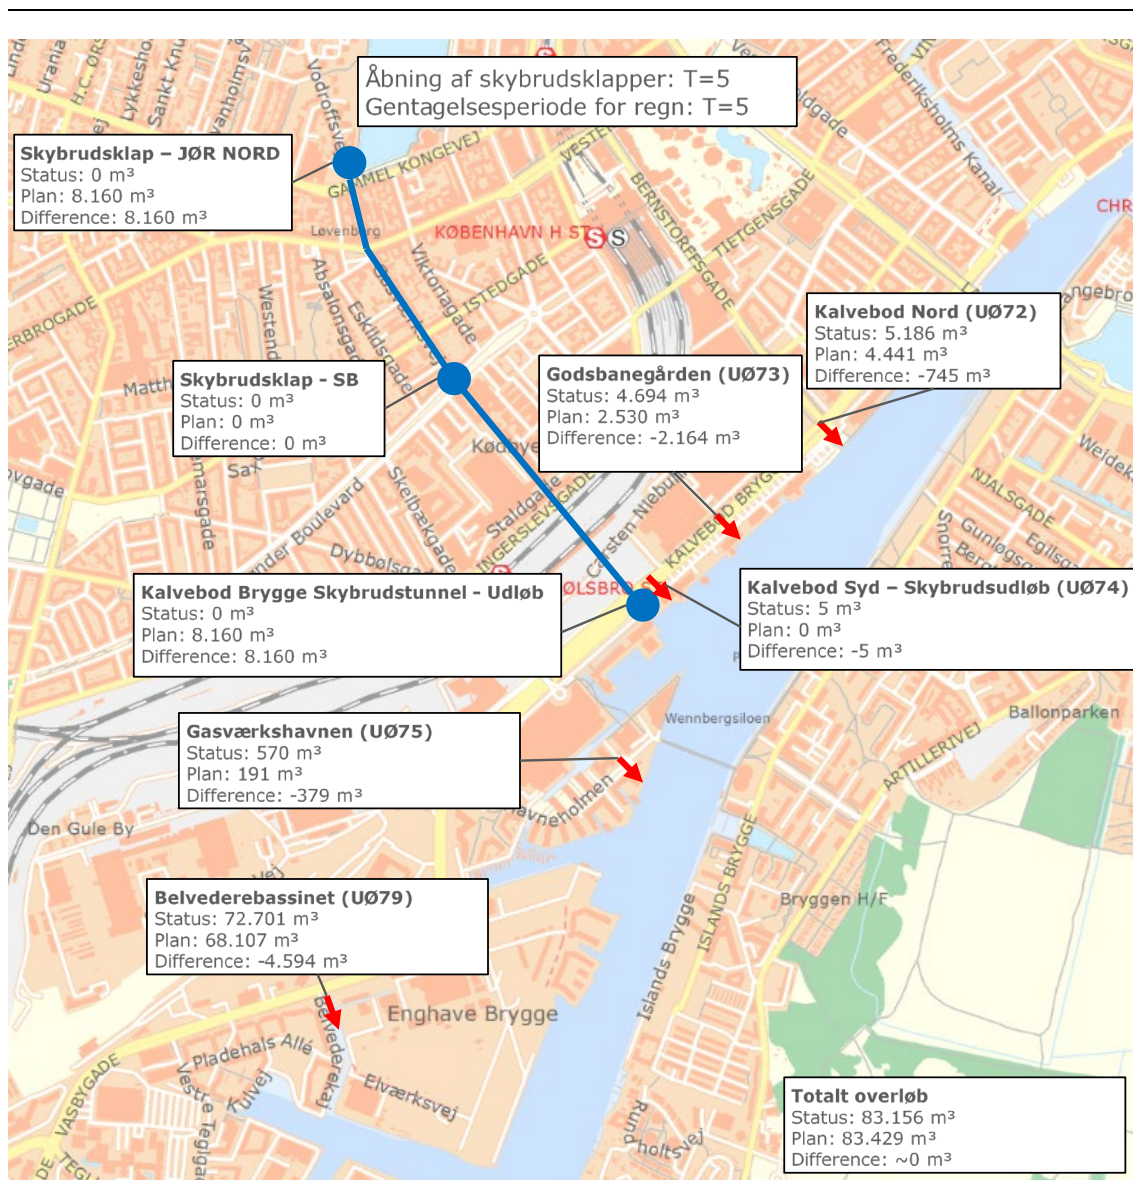 Åbning af skybrudsklapper: T=5
Gentagelsesperiode for regn: T=5
Skybrudsklap – JØR NORD
Status: 0 m³
Plan: 8.160 m³
Difference: 8.160 m³
Kalvebod Nord (UØ72)
Status: 5.186 m³
Plan: 4.441 m³
Difference: -745 m³
Godsbanegården (UØ73)
Status: 4.694 m³
Plan: 2.530 m³
Difference: -2.164 m³
Skybrudsklap - SB
Status: 0 m³
Plan: 0 m³
Difference: 0 m³
Kalvebod Brygge Skybrudstunnel - Udløb
Status: 0 m³
Plan: 8.160 m³
Difference: 8.160 m³
Kalvebod Syd – Skybrudsudløb (UØ74)
Status: 5 m³
Plan: 0 m³
Difference: -5 m³
Gasværkshavnen (UØ75)
Status: 570 m³
Plan: 191 m³
Difference: -379 m³
Belvederebassinet (UØ79)
Status: 72.701 m³
Plan: 68.107 m³
Difference: -4.594 m³
Totalt overløb
Status: 83.156 m³
Plan: 83.429 m³
Difference: ~0 m³
GAMMEL KONGEVEJ
BERNSTORFFSGADE
TIETGENSGADE
Frederiksholms Kanal
KØBENHAVN H ST
S
S
Løvenborg
Viktoriagade
ISTEDGADE
Absalonsgade
Eskildsgade
Gasværksvej
Skelbækgade
Staldgade
INGERSLEVSGADE
Carsten Niebuhr
KALVEBOD BRYGGE
NJALSGADE
Wennbergsiloen
Ballonparken
ARTILLERIVEJ
ISLANDS BRYGGE
Islands Brygge
Bryggen H/F
Den Gule By
Enghave Brygge
Belvederekaj
Elværksvej
Pladehals Allé
VASBYGADE